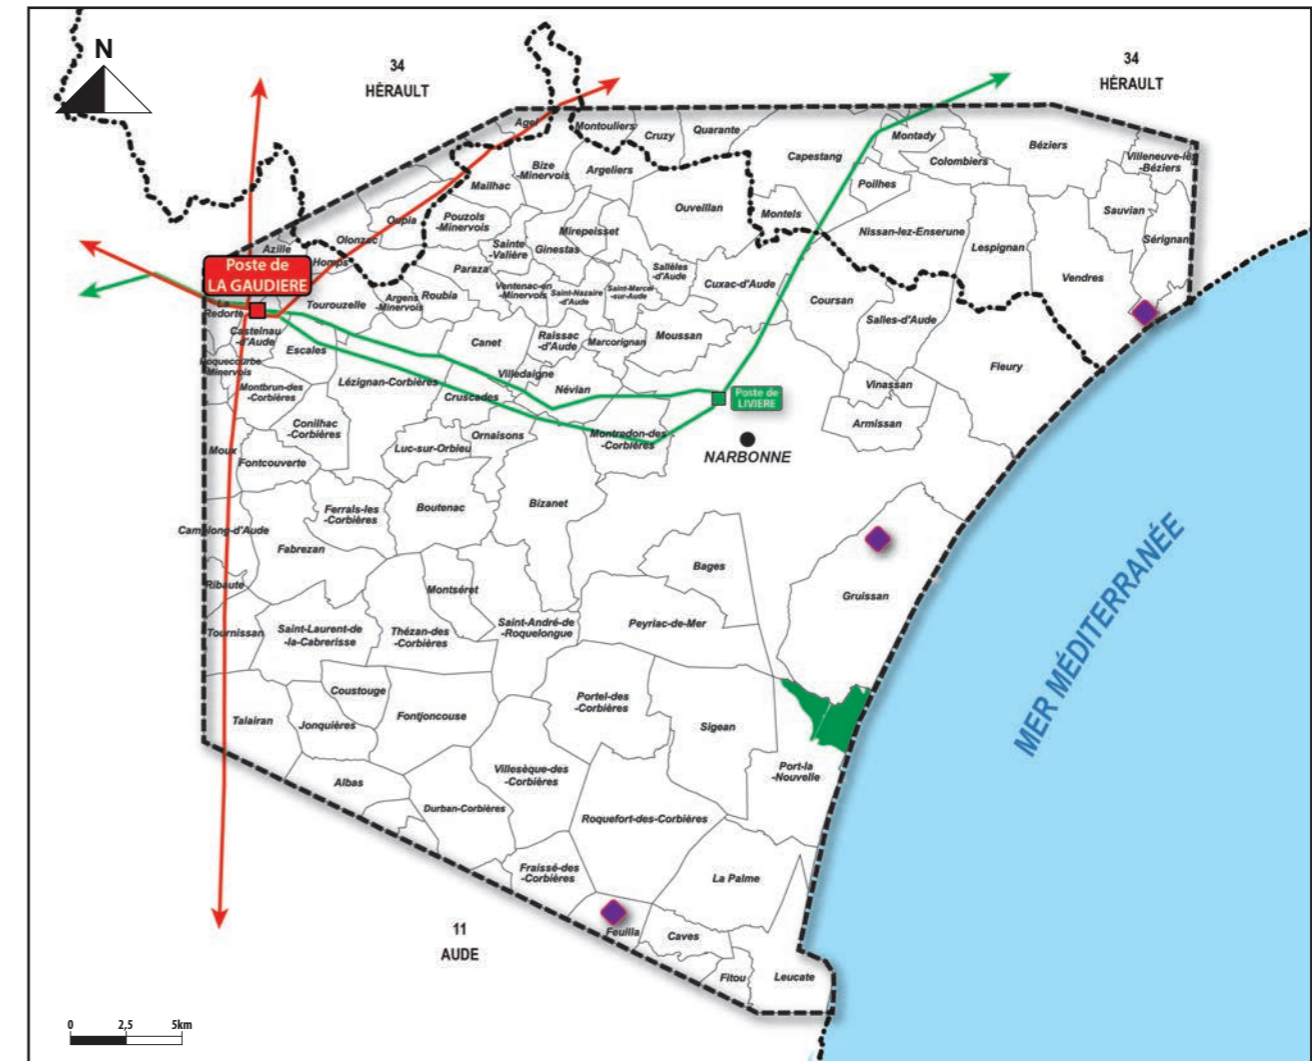 N
34
HÉRAULT
34
HÉRAULT
Agel
Montouliers
Cruzy
Quarante
Montady
Capestang
Colombiers
Béziers
Villeneuve-lès
-Béziers
Bize
-Minervois
Argeliers
Mailhac
Poilhes
Ouveillan
Montels
Sauvian
Oupia
Pouzols
-Minervois
Mirepeisset
Nissan-lez-Enserune
Lespignan
Sérignan
Olonzac
Azille
Homps
Sainte
-Valière
Ginestas
Vendres
Poste de
LA GAUDIERE
Paraza
Sallèles
-d'Aude
Cuxac-d'Aude
Ventenac-en
-Minervois
Saint-Nazaire
-d'Aude
Saint-Marcel
-sur-Aude
La
Redorte
Tourouzelle
Argens
-Minervois
Roubia
Coursan
Salles-d'Aude
Castelnau
-d'Aude
Escales
Canet
Raissac
-d'Aude
Marcorignan
Moussan
Roquecourbe
-Minervois
Fleury
Montbrun-des
-Corbières
Lézignan-Corbières
Villedaigne
Cruscades
Névian
Poste de
LIVIERE
Vinassan
Armissan
Conilhac
-Corbières
Ornaisons
Montredon-des
-Corbières
Moux
Luc-sur-Orbieu
NARBONNE
Fontcouverte
Ferrals-les
-Corbières
Boutenac
Bizanet
Camplong-d'Aude
Fabrezan
Bages
Ribaute
Montséret
Gruissan
Tournissan
Saint-Laurent-de
-la-Cabrerisse
Thézan-des
-Corbières
Saint-André-de
-Roquelongue
Peyriac-de-Mer
MER MÉDITERRANÉE
Coustouge
Portel-des
-Corbières
Talairan
Jonquières
Fontjoncouse
Sigean
Port-la
-Nouvelle
Albas
Villesèque-des
-Corbières
Durban-Corbières
Roquefort-des-Corbières
Fraissé-des
-Corbières
La Palme
11
AUDE
Feuilla
Caves
Fitou
Leucate
0
2,5
5km